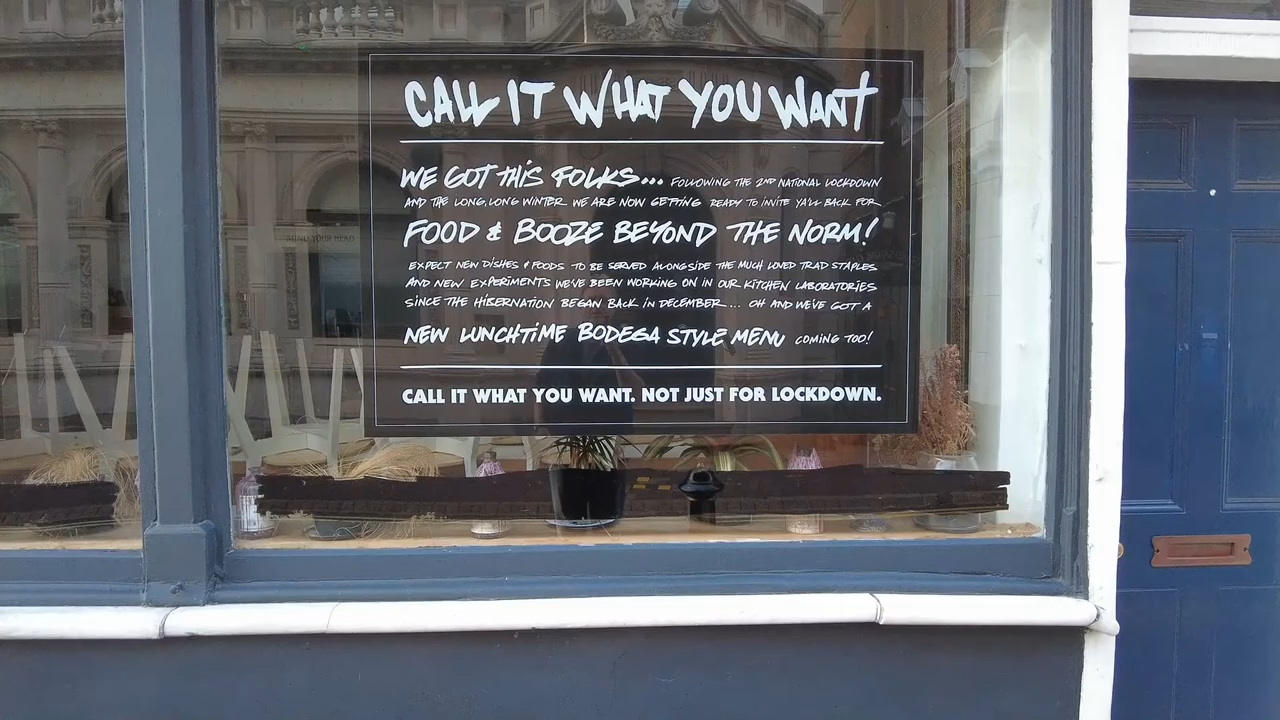 CALL IT WHAT YOU WANT
WE GOT THIS FOLKS... FOLLOWING THE 2ND NATIONAL LOCKDOWN
AND THE LONG, LONG WINTER WE ARE NOW GETTING READY TO INVITE YA'LL BACK FOR
FOOD & BOOZE BEYOND THE NORM!
EXPECT NEW DISHES & FOODS TO BE SERVED ALONGSIDE THE MUCH LOVED TRAD STAPLES
AND NEW EXPERIMENTS WE'VE BEEN WORKING ON IN OUR KITCHEN LABORATORIES
SINCE THE HIBERNATION BEGAN BACK IN DECEMBER... OH AND WE'VE GOT A
NEW LUNCHTIME BODEGA STYLE MENU COMING TOO!
CALL IT WHAT YOU WANT. NOT JUST FOR LOCKDOWN.
MIND YOUR HEAD